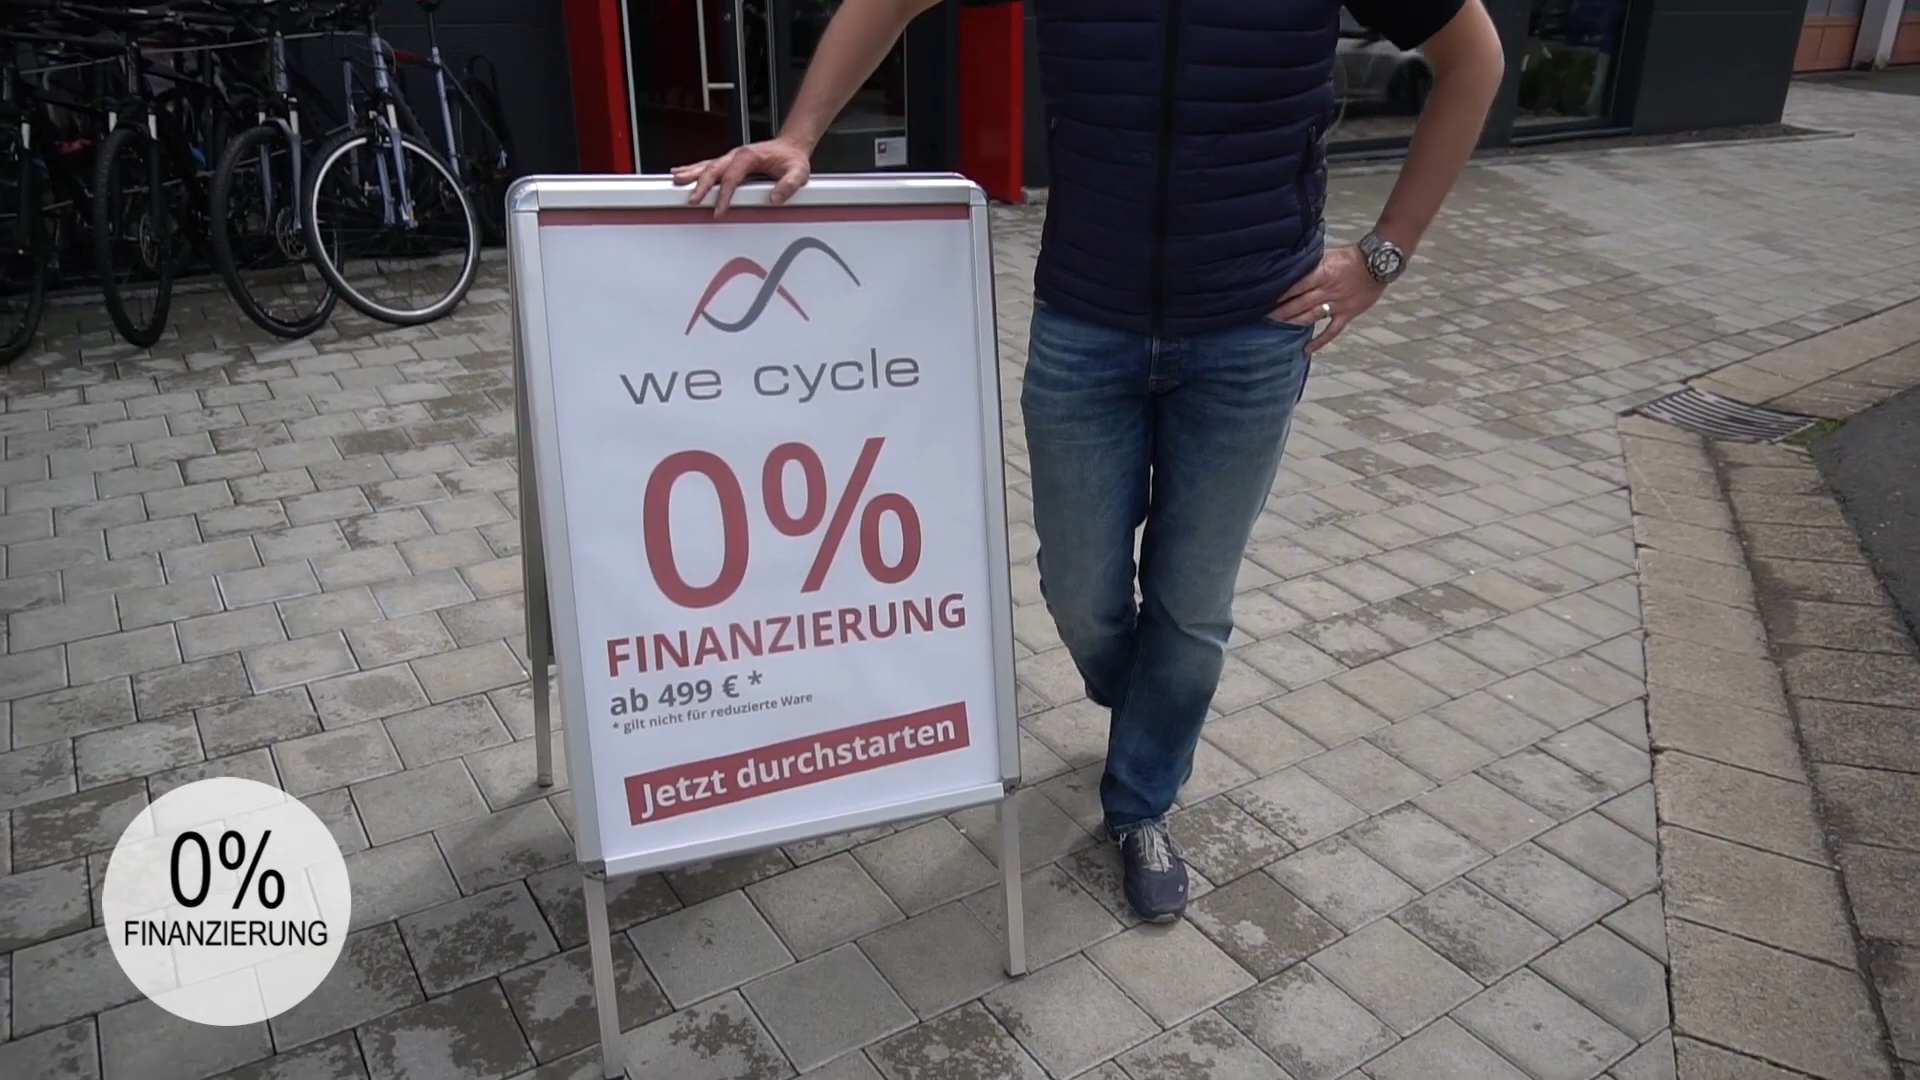 we cycle
0%
FINANZIERUNG
ab 499 € *
* gilt nicht für reduzierte Ware
Jetzt durchstarten
0%
FINANZIERUNG